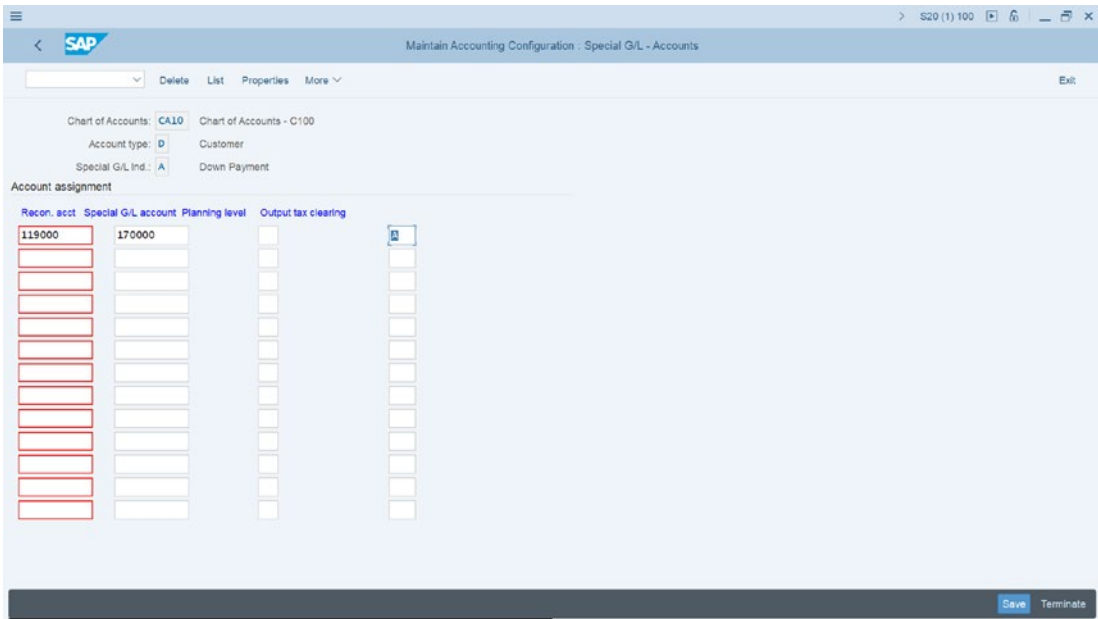 S20 (1) 100
SAP
Maintain Accounting Configuration : Special G/L - Accounts
Delete List Properties More Exit
Chart of Accounts: CA10 Chart of Accounts - C100
Account type: D Customer
Special G/L Ind.: A Down Payment
Account assignment
Recon. acct Special G/L account Planning level Output tax clearing
119000 170000 A
Save Terminate